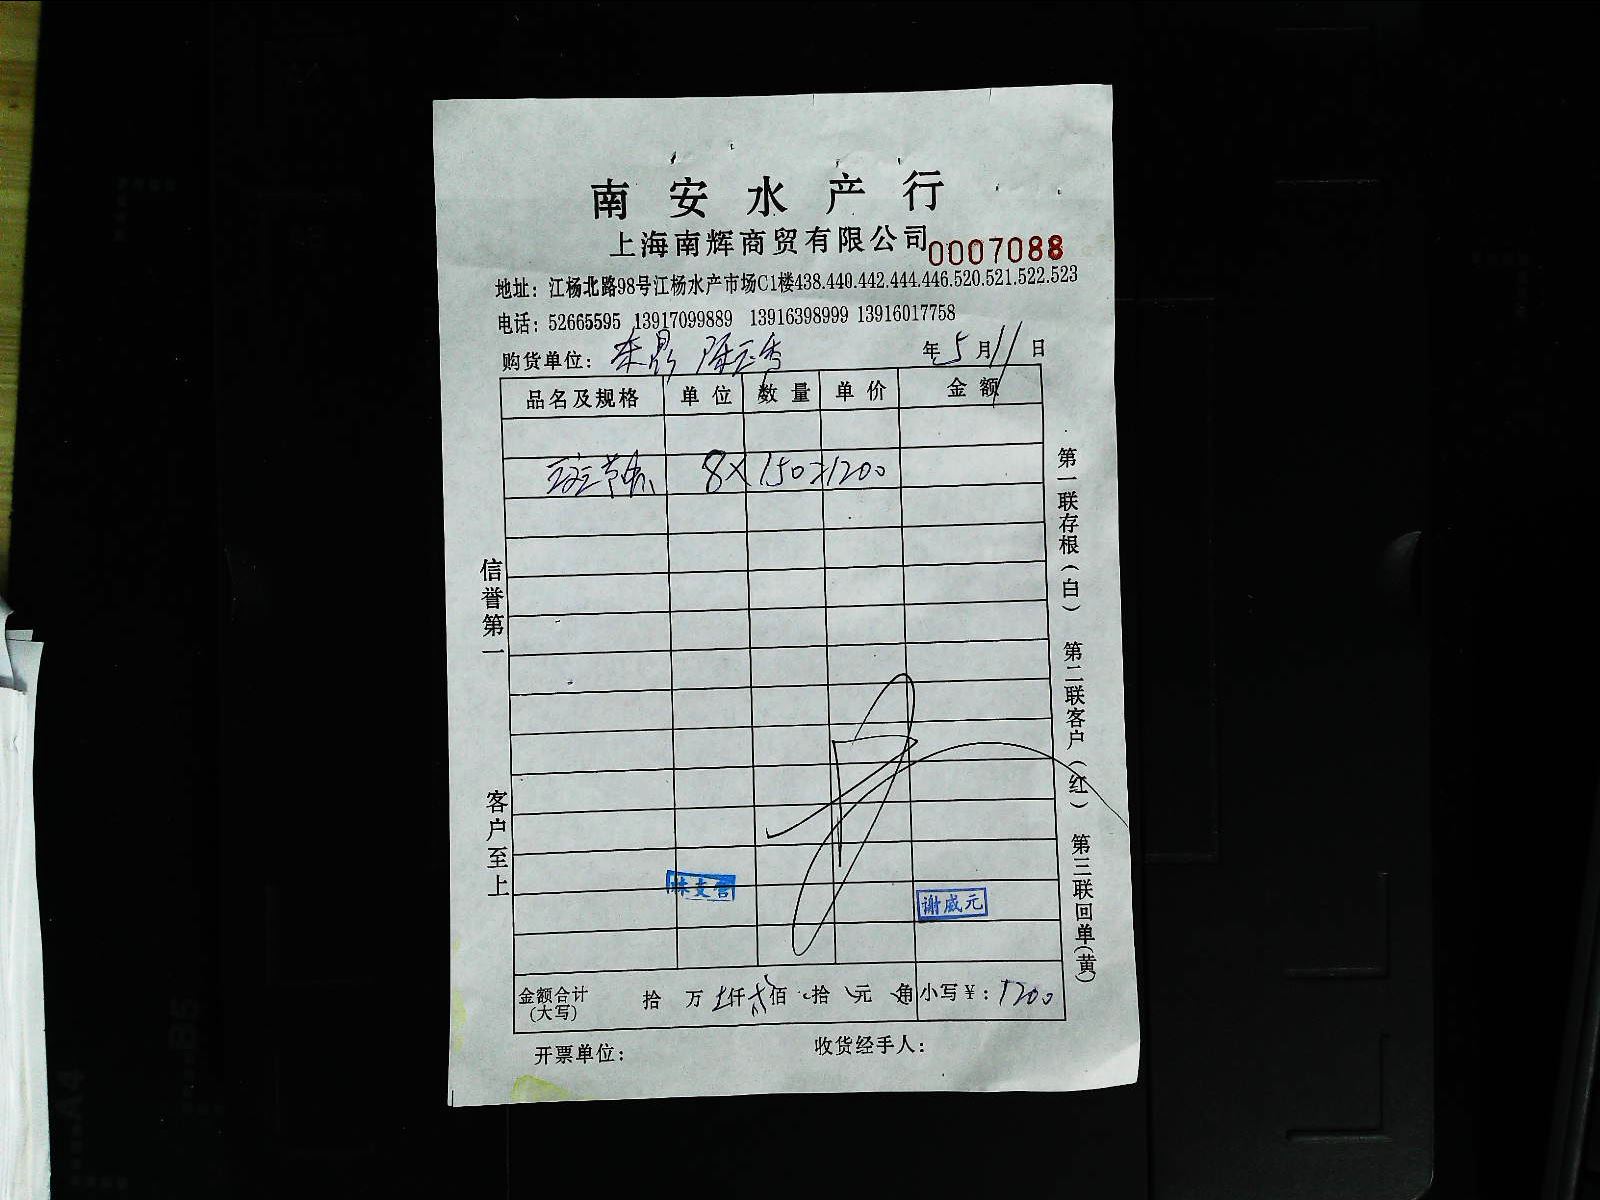 南安水产行
上海南辉商贸有限公司
0007088
地址：江杨北路98号江杨水产市场C1楼438.440.442.444.446.520.521.522.523
电话：52665595 13917099889 13916398999 13916017758
购货单位：
年5月11日
品名及规格 单位 数量 单价 金额
斑节 8×150=1200
信誉第一 客户至上
第一联存根（白） 第二联客户（红） 第三联回单（黄）
谢威元
金额合计（大写） 拾 万 仟 佰 拾 元 角 小写￥：1200
开票单位： 收货经手人：